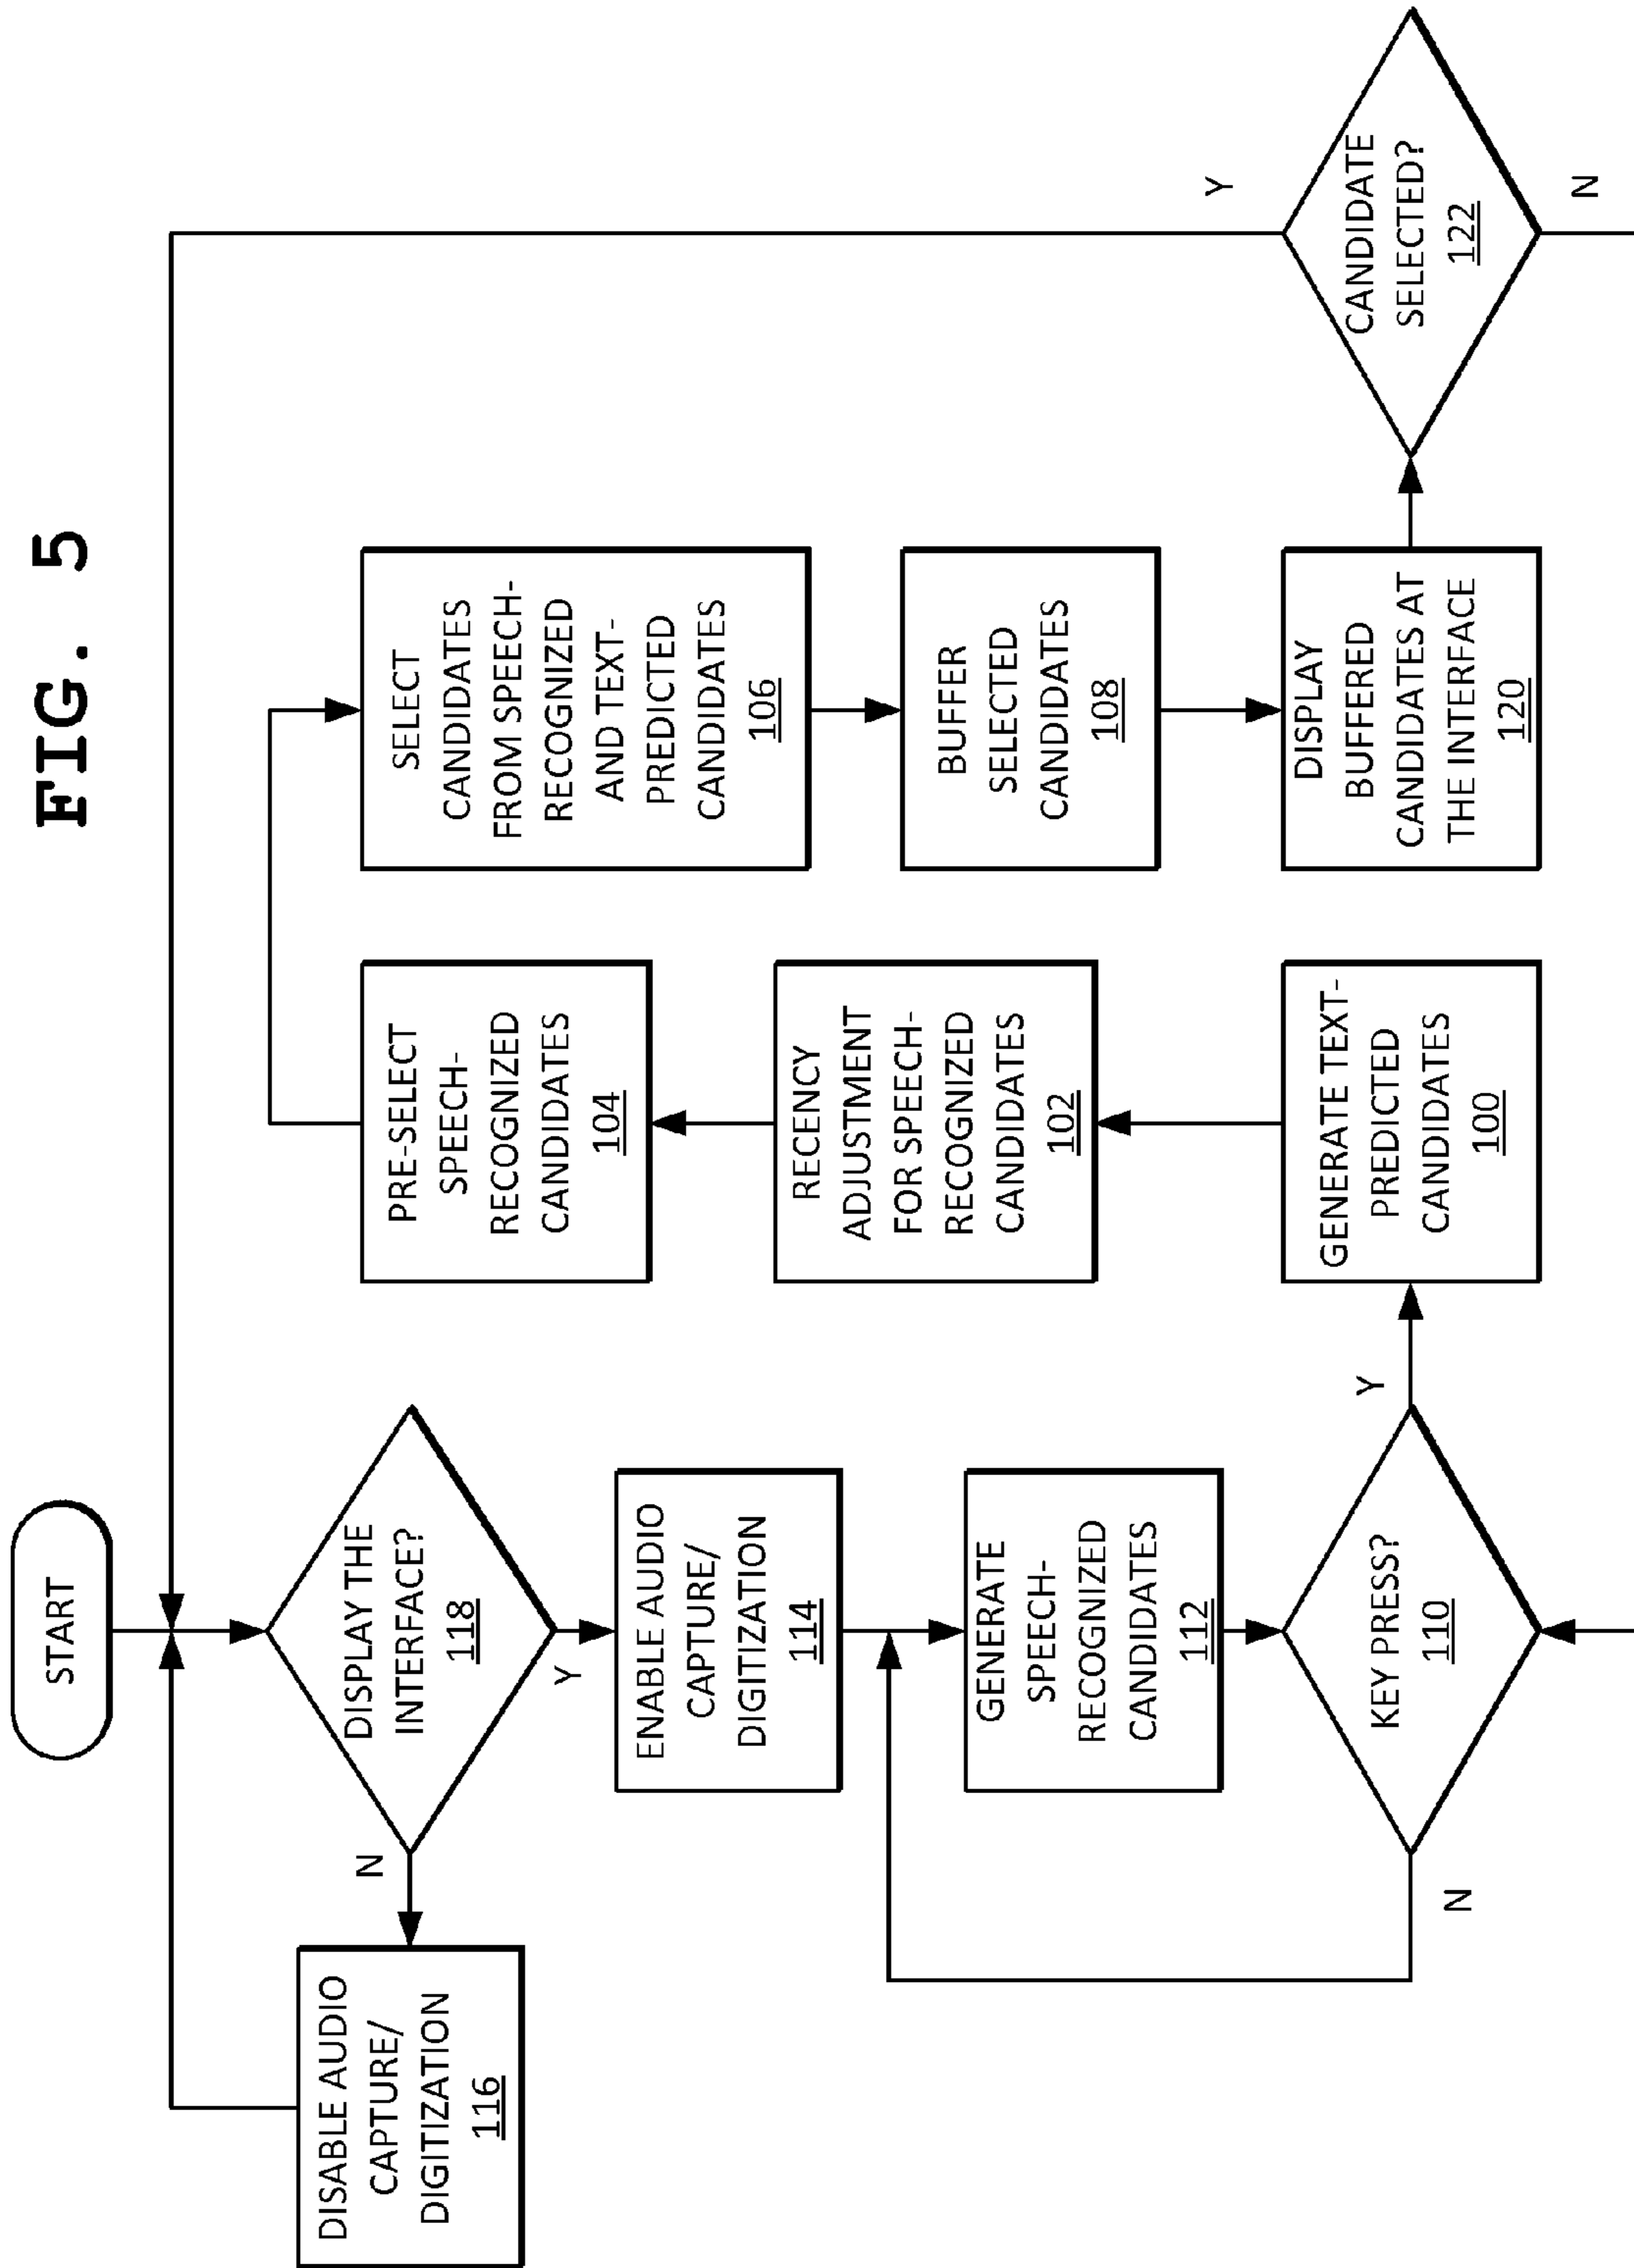 FIG. 5
START
DISPLAY THE
INTERFACE?
118
N
Y
DISABLE AUDIO
CAPTURE/
DIGITIZATION
116
ENABLE AUDIO
CAPTURE/
DIGITIZATION
114
GENERATE
SPEECH-
RECOGNIZED
CANDIDATES
112
KEY PRESS?
110
N
Y
GENERATE TEXT-
PREDICTED
CANDIDATES
100
RECENCY
ADJUSTMENT
FOR SPEECH-
RECOGNIZED
CANDIDATES
102
PRE-SELECT
SPEECH-
RECOGNIZED
CANDIDATES
104
SELECT
CANDIDATES
FROM SPEECH-
RECOGNIZED
AND TEXT-
PREDICTED
CANDIDATES
106
BUFFER
SELECTED
CANDIDATES
108
DISPLAY
BUFFERED
CANDIDATES AT
THE INTERFACE
120
CANDIDATE
SELECTED?
122
Y
N